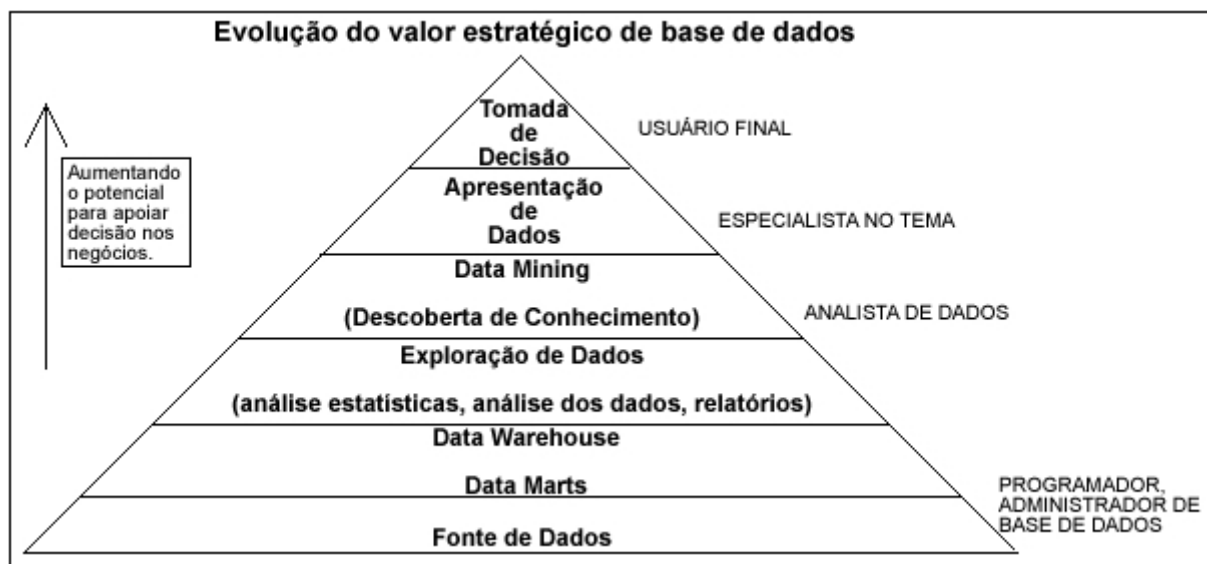 Evolução do valor estratégico de base de dados
Tomada
de
Decisão
USUÁRIO FINAL
Aumentando
o potencial
para apoiar
decisão nos
negócios.
Apresentação
de
Dados
ESPECIALISTA NO TEMA
Data Mining
(Descoberta de Conhecimento)
ANALISTA DE DADOS
Exploração de Dados
(análise estatísticas, análise dos dados, relatórios)
Data Warehouse
Data Marts
PROGRAMADOR,
ADMINISTRADOR DE
BASE DE DADOS
Fonte de Dados